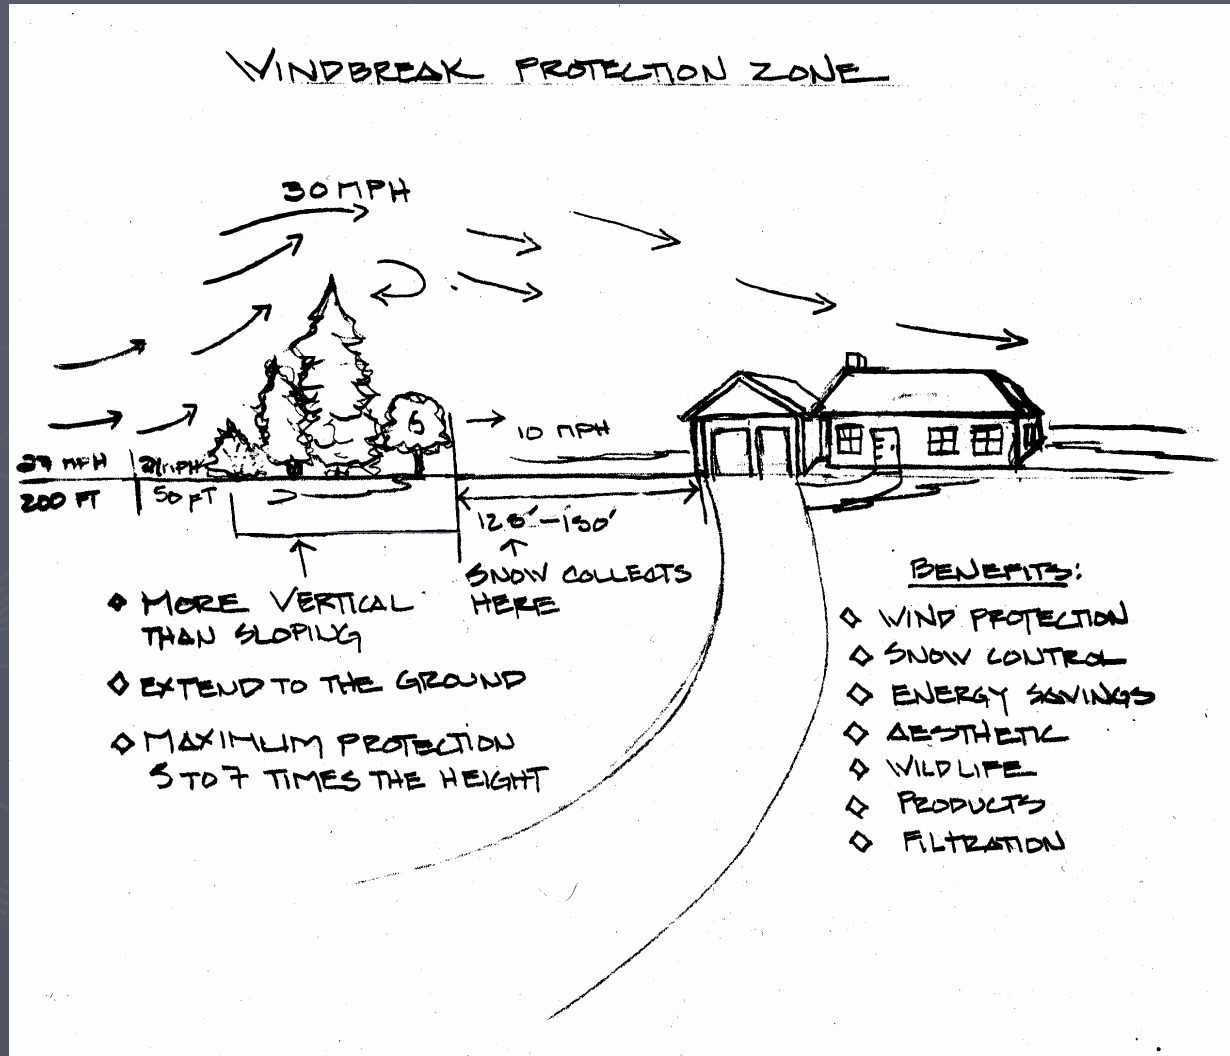 WINDBREAK PROTECTION ZONE
30 MPH
10 MPH
MPH
MPH
200 FT
50 FT
125'-150'
SNOW COLLECTS
HERE
MORE VERTICAL
THAN SLOPING
EXTEND TO THE GROUND
MAXIMUM PROTECTION
5 TO 7 TIMES THE HEIGHT
BENEFITS:
WIND PROTECTION
SNOW CONTROL
ENERGY SAVINGS
AESTHETIC
WILDLIFE
PRODUCTS
FILTRATION